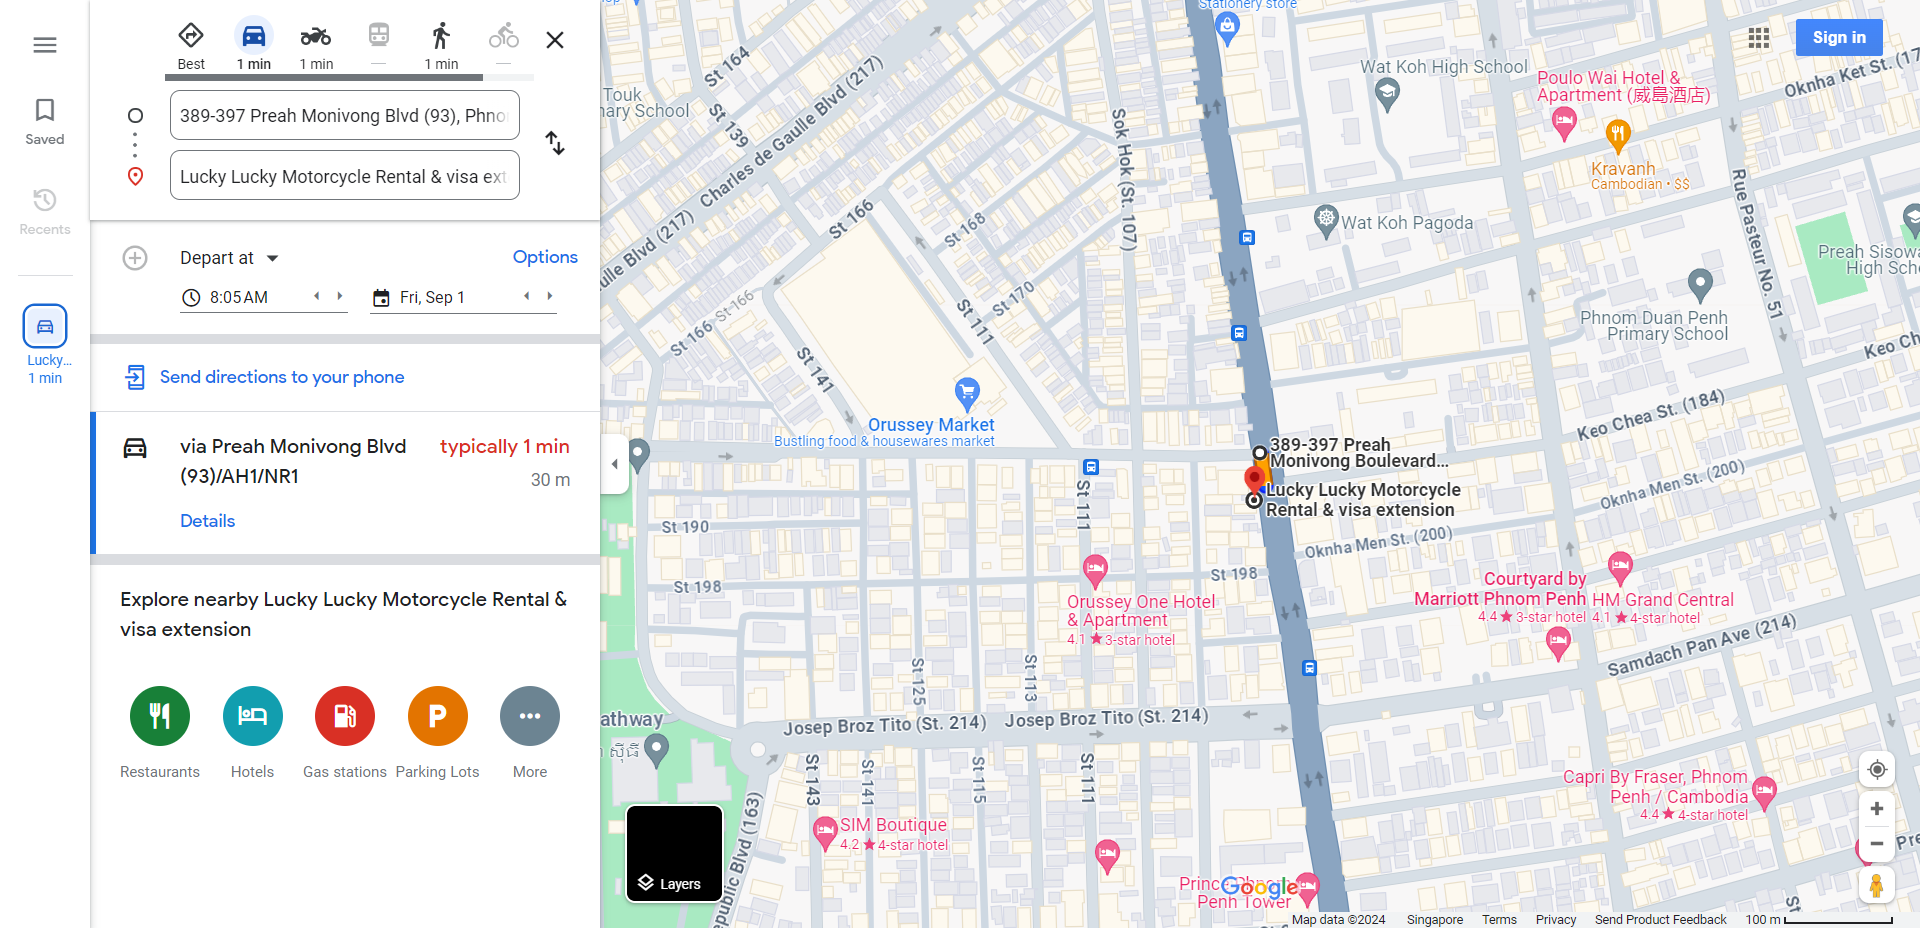 Saved
Recents
Lucky...
1 min
Best
1 min
1 min
—
1 min
—
389-397 Preah Monivong Blvd (93), Phno
Lucky Lucky Motorcycle Rental & visa ext
Depart at
Options
8:05 AM
Fri, Sep 1
Send directions to your phone
via Preah Monivong Blvd
(93)/AH1/NR1
typically 1 min
30 m
Details
Explore nearby Lucky Lucky Motorcycle Rental &
visa extension
Restaurants
Hotels
Gas stations
Parking Lots
More
Stationery store
Sign in
Touk
nary School
St 164
St 139
Charles de Gaulle Blvd (217)
ulle Blvd (217)
St 166
St 168
St 170
St 166
St 166
St 111
St 141
Sok Hok (St. 107)
Wat Koh High School
Poulo Wai Hotel &
Apartment (威島酒店)
Oknha Ket St. (17
Kravanh
Cambodian • $$
Rue Pasteur No. 51
Wat Koh Pagoda
Preah Sisowa
High Scho
Phnom Duan Penh
Primary School
Keo Ch
Keo Chea St. (184)
Orussey Market
Bustling food & housewares market
389-397 Preah
Monivong Boulevard...
Lucky Lucky Motorcycle
Rental & visa extension
Oknha Men St. (200)
Oknha Men St. (200)
St 190
St 111
St 198
St 198
Orussey One Hotel
& Apartment
4.1 ★ 3-star hotel
Courtyard by
Marriott Phnom Penh
4.4 ★ 3-star hotel
HM Grand Central
4.1 ★ 4-star hotel
Samdach Pan Ave (214)
St 125
St 113
athway
Josep Broz Tito (St. 214)
Josep Broz Tito (St. 214)
St 143
St 141
St 115
St 111
SIM Boutique
4.2 ★ 4-star hotel
Capri By Fraser, Phnom
Penh / Cambodia
4.4 ★ 4-star hotel
epublic Blvd (163)
Prince Phnom
Penh Tower
Pre
St
Layers
Google
Map data ©2024
Singapore
Terms
Privacy
Send Product Feedback
100 m